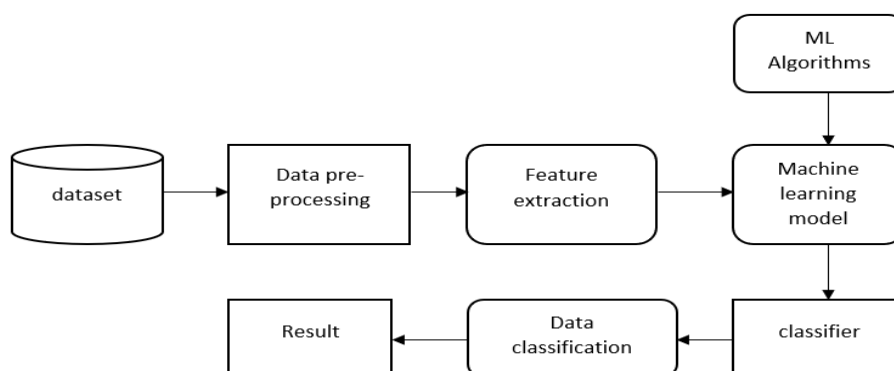 ML
Algorithms
dataset
Data pre-
processing
Feature
extraction
Machine
learning
model
classifier
Data
classification
Result